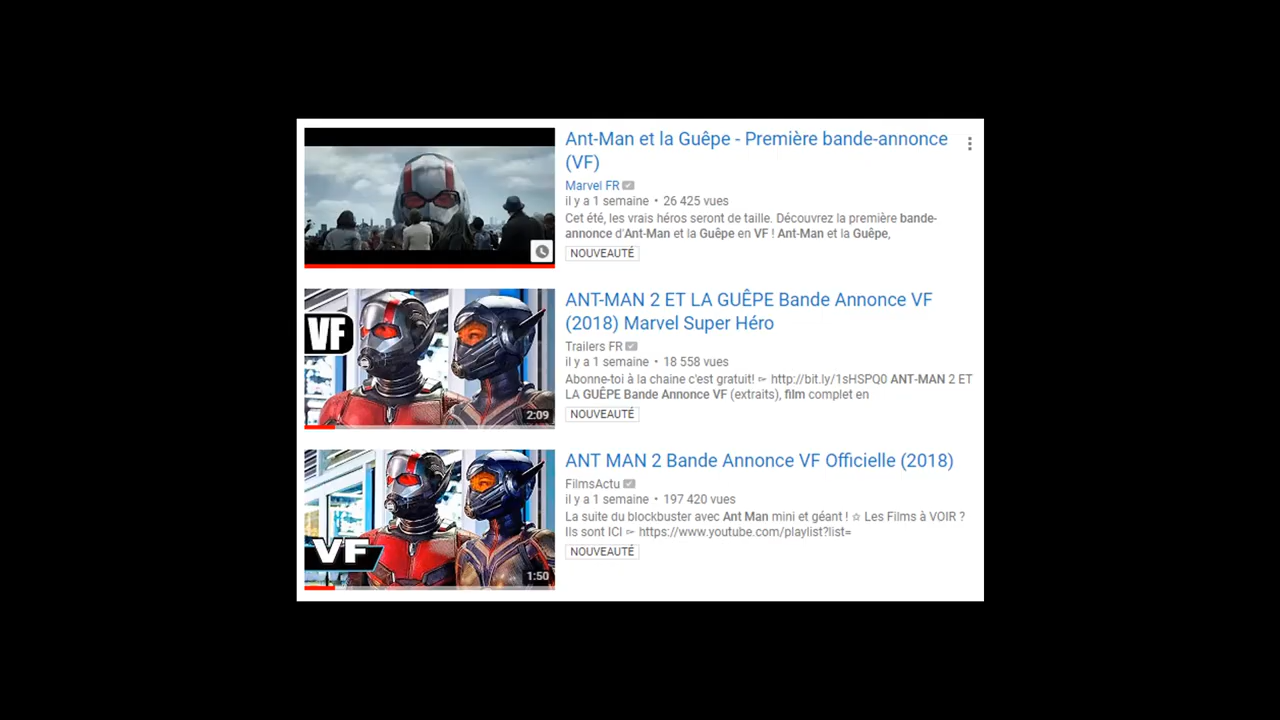 Ant-Man et la Guêpe - Première bande-annonce
(VF)
Marvel FR
il y a 1 semaine • 26 425 vues
Cet été, les vrais héros seront de taille. Découvrez la première bande-
annonce d'Ant-Man et la Guêpe en VF ! Ant-Man et la Guêpe,
NOUVEAUTÉ
VF
2:09
ANT-MAN 2 ET LA GUÊPE Bande Annonce VF
(2018) Marvel Super Héro
Trailers FR
il y a 1 semaine • 18 558 vues
Abonne-toi à la chaine c'est gratuit! ➣ http://bit.ly/1sHSPQ0 ANT-MAN 2 ET
LA GUÊPE Bande Annonce VF (extraits), film complet en
NOUVEAUTÉ
VF
1:50
ANT MAN 2 Bande Annonce VF Officielle (2018)
FilmsActu
il y a 1 semaine • 197 420 vues
La suite du blockbuster avec Ant Man mini et géant ! ☆ Les Films à VOIR ?
Ils sont ICI ➣ https://www.youtube.com/playlist?list=
NOUVEAUTÉ